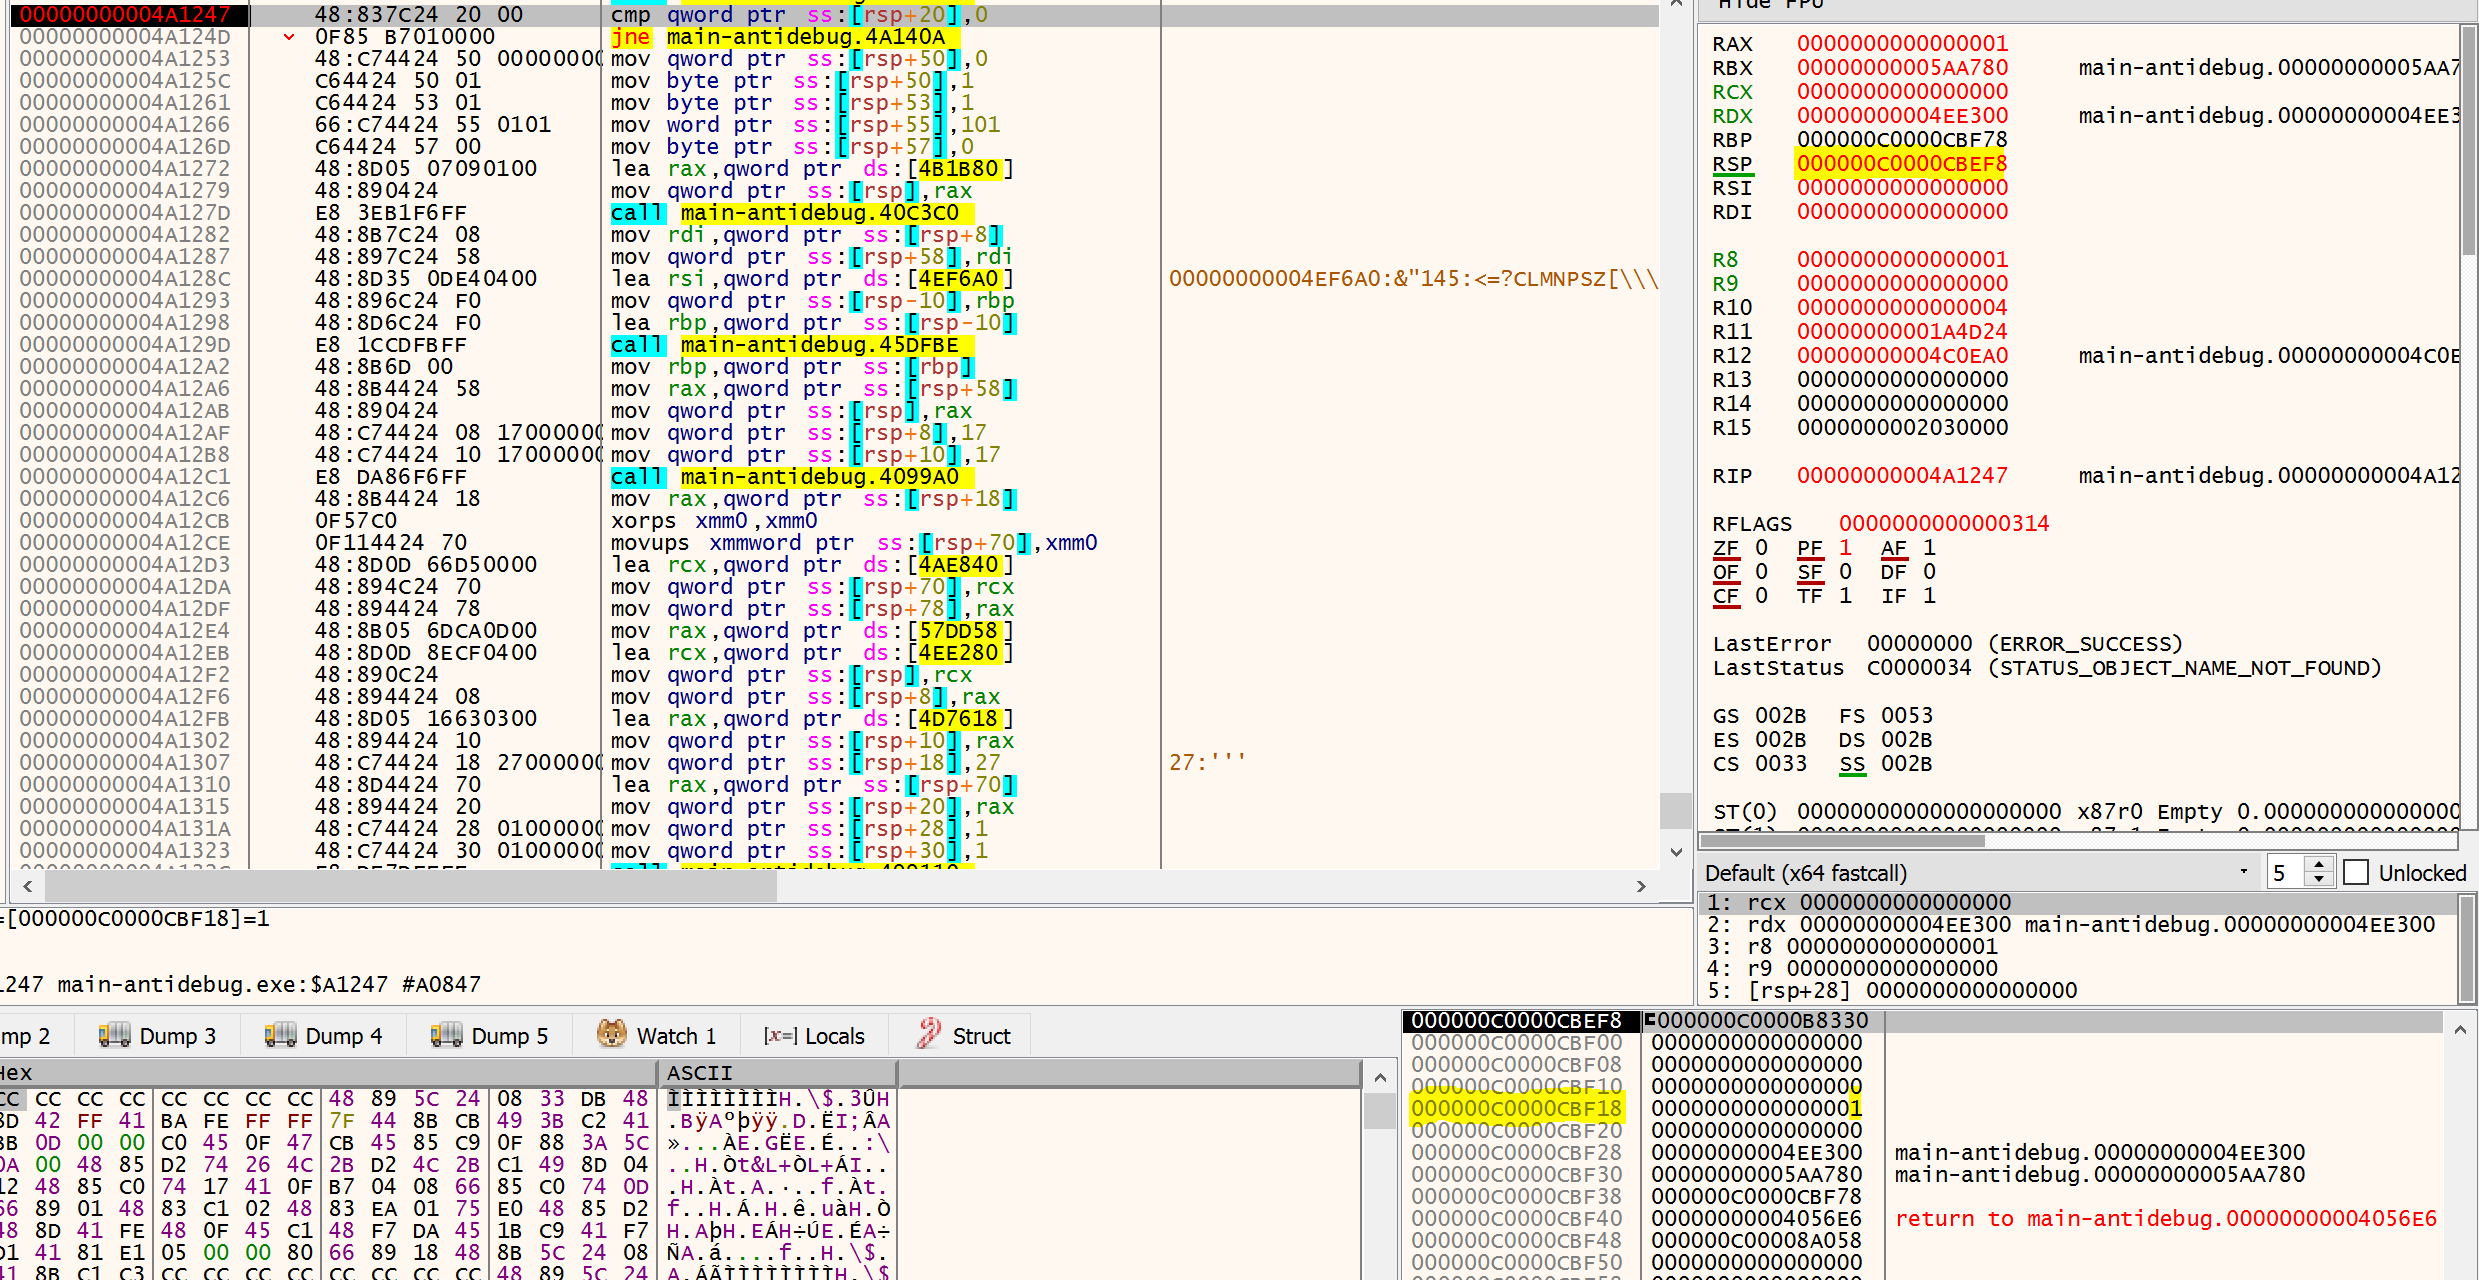 Hide FPU
00000000004A1247 48:837C24 20 00 cmp qword ptr ss:[rsp+20],0
00000000004A124D 0F85 B7010000 jne main-antidebug.4A140A
00000000004A1253 48:C74424 50 00000000 mov qword ptr ss:[rsp+50],0
00000000004A125C C64424 50 01 mov byte ptr ss:[rsp+50],1
00000000004A1261 C64424 53 01 mov byte ptr ss:[rsp+53],1
00000000004A1266 66:C74424 55 0101 mov word ptr ss:[rsp+55],101
00000000004A126D C64424 57 00 mov byte ptr ss:[rsp+57],0
00000000004A1272 48:8D05 07090100 lea rax,qword ptr ds:[4B1B80]
00000000004A1279 48:890424 mov qword ptr ss:[rsp],rax
00000000004A127D E8 3EB1F6FF call main-antidebug.40C3C0
00000000004A1282 48:8B7C24 08 mov rdi,qword ptr ss:[rsp+8]
00000000004A1287 48:897C24 58 mov qword ptr ss:[rsp+58],rdi
00000000004A128C 48:8D35 0DE40400 lea rsi,qword ptr ds:[4EF6A0] 00000000004EF6A0:&"145:<=?CLMNPSZ[\\\
00000000004A1293 48:896C24 F0 mov qword ptr ss:[rsp-10],rbp
00000000004A1298 48:8D6C24 F0 lea rbp,qword ptr ss:[rsp-10]
00000000004A129D E8 1CCDFBFF call main-antidebug.45DFBE
00000000004A12A2 48:8B6D 00 mov rbp,qword ptr ss:[rbp]
00000000004A12A6 48:8B4424 58 mov rax,qword ptr ss:[rsp+58]
00000000004A12AB 48:890424 mov qword ptr ss:[rsp],rax
00000000004A12AF 48:C74424 08 1700000 mov qword ptr ss:[rsp+8],17
00000000004A12B8 48:C74424 10 1700000 mov qword ptr ss:[rsp+10],17
00000000004A12C1 E8 DA86F6FF call main-antidebug.4099A0
00000000004A12C6 48:8B4424 18 mov rax,qword ptr ss:[rsp+18]
00000000004A12CB 0F57C0 xorps xmm0,xmm0
00000000004A12CE 0F114424 70 movups xmmword ptr ss:[rsp+70],xmm0
00000000004A12D3 48:8D0D 66D50000 lea rcx,qword ptr ds:[4AE840]
00000000004A12DA 48:894C24 70 mov qword ptr ss:[rsp+70],rcx
00000000004A12DF 48:894424 78 mov qword ptr ss:[rsp+78],rax
00000000004A12E4 48:8B05 6DCA0D00 mov rax,qword ptr ds:[57DD58]
00000000004A12EB 48:8D0D 8ECF0400 lea rcx,qword ptr ds:[4EE280]
00000000004A12F2 48:890C24 mov qword ptr ss:[rsp],rcx
00000000004A12F6 48:894424 08 mov qword ptr ss:[rsp+8],rax
00000000004A12FB 48:8D05 16630300 lea rax,qword ptr ds:[4D7618]
00000000004A1302 48:894424 10 mov qword ptr ss:[rsp+10],rax
00000000004A1307 48:C74424 18 2700000 mov qword ptr ss:[rsp+18],27 27:'''
00000000004A1310 48:8D4424 70 lea rax,qword ptr ss:[rsp+70]
00000000004A1315 48:894424 20 mov qword ptr ss:[rsp+20],rax
00000000004A131A 48:C74424 28 0100000 mov qword ptr ss:[rsp+28],1
00000000004A1323 48:C74424 30 0100000 mov qword ptr ss:[rsp+30],1
RAX 0000000000000001
RBX 00000000005AA780 main-antidebug.00000000005AA7
RCX 0000000000000000
RDX 00000000004EE300 main-antidebug.00000000004EE3
RBP 000000C0000CBF78
RSP 000000C0000CBEF8
RSI 0000000000000000
RDI 0000000000000000
R8 0000000000000001
R9 0000000000000000
R10 0000000000000004
R11 00000000001A4D24
R12 00000000004C0EA0 main-antidebug.00000000004C0E
R13 0000000000000000
R14 0000000000000000
R15 0000000002030000
RIP 00000000004A1247 main-antidebug.00000000004A12
RFLAGS 0000000000000314
ZF 0 PF 1 AF 1
OF 0 SF 0 DF 0
CF 0 TF 1 IF 1
LastError 00000000 (ERROR_SUCCESS)
LastStatus C0000034 (STATUS_OBJECT_NAME_NOT_FOUND)
GS 002B FS 0053
ES 002B DS 002B
CS 0033 SS 002B
ST(0) 00000000000000000000 x87r0 Empty 0.000000000000000
Default (x64 fastcall) 5 Unlocked
1: rcx 0000000000000000
2: rdx 00000000004EE300 main-antidebug.00000000004EE300
3: r8 0000000000000001
4: r9 0000000000000000
5: [rsp+28] 0000000000000000
=[000000C0000CBF18]=1
1247 main-antidebug.exe:$A1247 #A0847
mp 2 Dump 3 Dump 4 Dump 5 Watch 1 [x=] Locals Struct
Hex ASCII
CC CC CC CC CC CC CC CC 48 89 5C 24 08 33 DB 48 ÌÌÌÌÌÌÌÌH.\$.3ÛH
8D 42 FF 41 BA FE FF FF 7F 44 8B CB 49 3B C2 41 .BÿAºþÿÿ.D.ËI;ÂA
BB 0D 00 00 C0 45 0F 47 CB 45 85 C9 0F 88 3A 5C »...ÀE.GËE.É..:\
0A 00 48 85 D2 74 26 4C 2B D2 4C 2B C1 49 8D 04 ..H.Òt&L+ÒL+ÁI..
12 48 85 C0 74 17 41 0F B7 04 08 66 85 C0 74 0D .H.Àt.A.·..f.Àt.
66 89 01 48 83 C1 02 48 83 EA 01 75 E0 48 85 D2 f..H.Á.H.ê.uàH.Ò
48 8D 41 FE 48 0F 45 C1 48 F7 DA 45 1B C9 41 F7 H.AþH.EÁH÷ÚE.ÉA÷
D1 41 81 E1 05 00 00 80 66 89 18 48 8B 5C 24 08 ÑA.á....f..H.\$.
41 8B C1 C3 CC CC CC CC CC CC CC CC 48 89 5C 24 A.ÁÃÌÌÌÌÌÌÌÌH.\$
000000C0000CBEF8 000000C0000B8330
000000C0000CBF00 0000000000000000
000000C0000CBF08 0000000000000000
000000C0000CBF10 0000000000000000
000000C0000CBF18 0000000000000001
000000C0000CBF20 0000000000000000
000000C0000CBF28 00000000004EE300 main-antidebug.00000000004EE300
000000C0000CBF30 00000000005AA780 main-antidebug.00000000005AA780
000000C0000CBF38 000000C0000CBF78
000000C0000CBF40 00000000004056E6 return to main-antidebug.00000000004056E6
000000C0000CBF48 000000C00008A058
000000C0000CBF50 0000000000000000